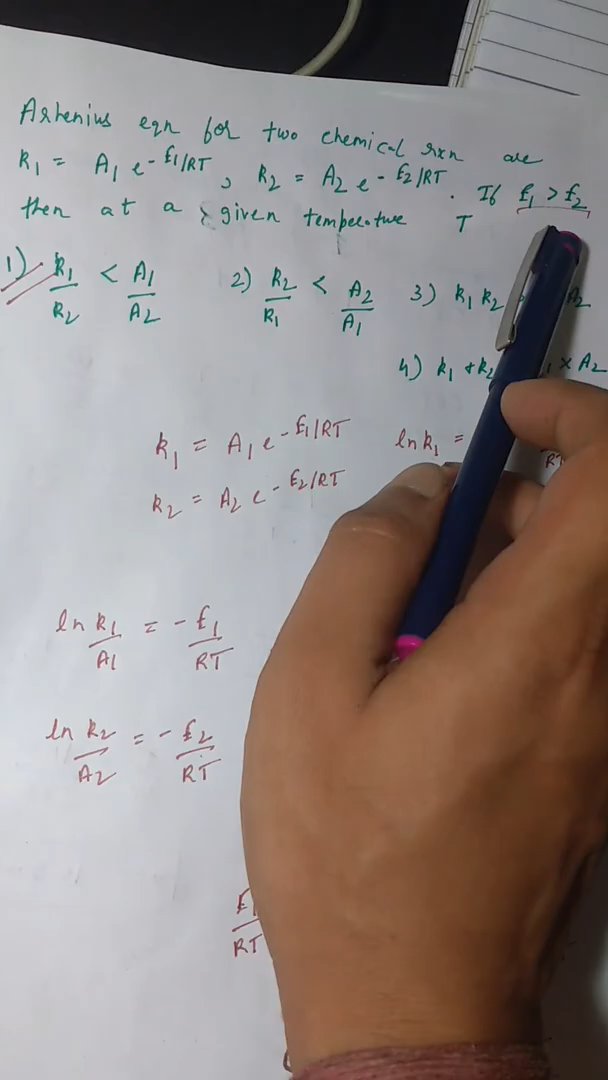 Arhenius eqn for two chemical rxn are
k1 = A1 e-E1/RT, k2 = A2 e-E2/RT. If E1 > E2
then at a given temperature T
1) k1/k2 < A1/A2 2) k2/k1 < A2/A1 3) k1 k2
4) k1 + k2 × A2
k1 = A1 e-E1/RT ln k1 =
k2 = A2 e-E2/RT
ln k1/A1 = - E1/RT
ln k2/A2 = - E2/RT
E1/RT